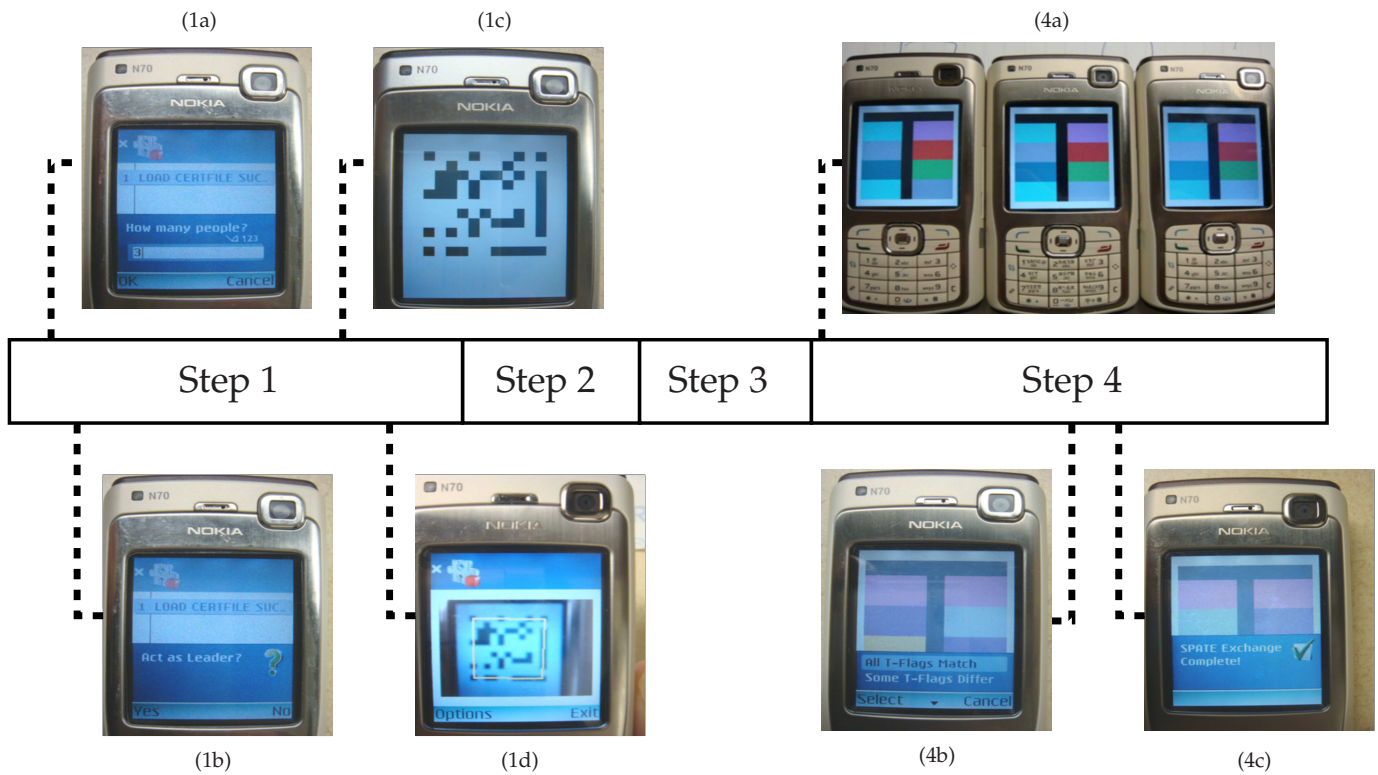 (1a)
(1c)
(4a)
N70
NOKIA
1 LOAD CERTFILE SUC..
How many people?
123
3
OK Cancel
N70
NOKIA
N70
NOKIA
N70
NOKIA
N70
NOKIA
Step 1
Step 2
Step 3
Step 4
N70
NOKIA
1 LOAD CERTFILE SUC..
Act as Leader?
Yes No
N70
NOKIA
Options Exit
N70
NOKIA
All T-Flags Match
Some T-Flags Differ
Select Cancel
N70
NOKIA
SPATE Exchange
Complete!
(1b)
(1d)
(4b)
(4c)